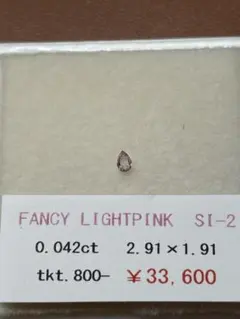 FANCY LIGHTPINK SI-2
0.042ct 2.91×1.91
tkt.800- ￥33,600